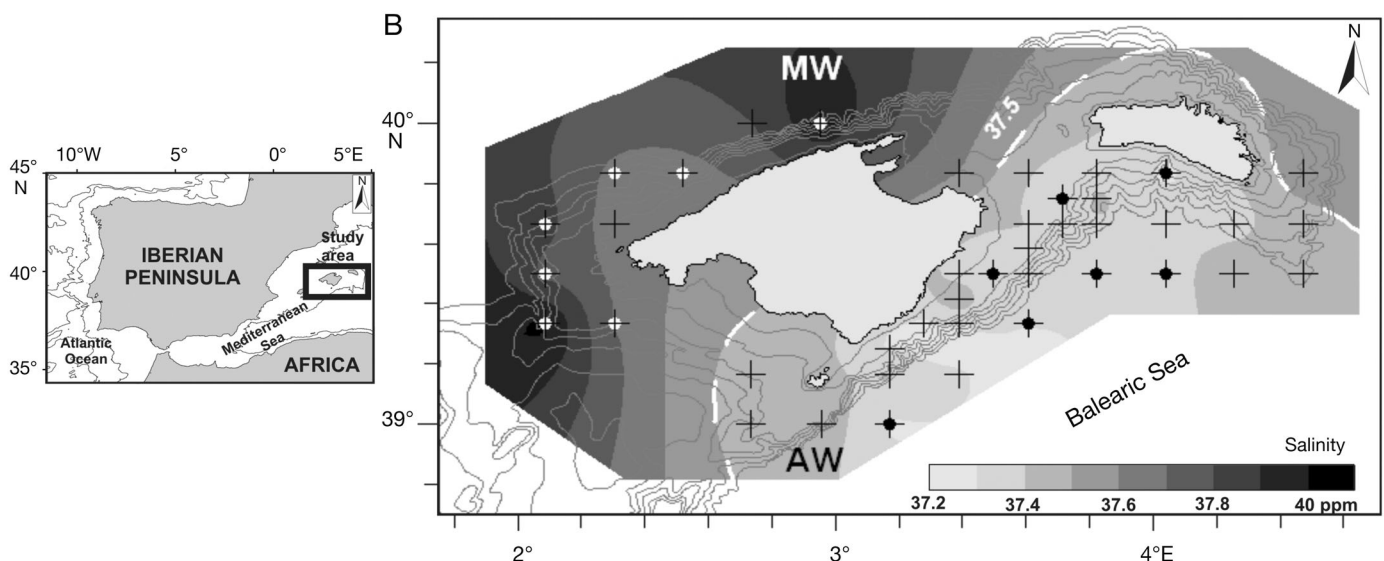 B
10°W 5° 0° 5°E
45°
N
40°
35°
N
Study
area
IBERIAN
PENINSULA
Mediterranean
Sea
Atlantic
Ocean
AFRICA
N
MW
37.5
40°
N
39°
AW
Balearic Sea
Salinity
37.2 37.4 37.6 37.8 40 ppm
2° 3° 4°E